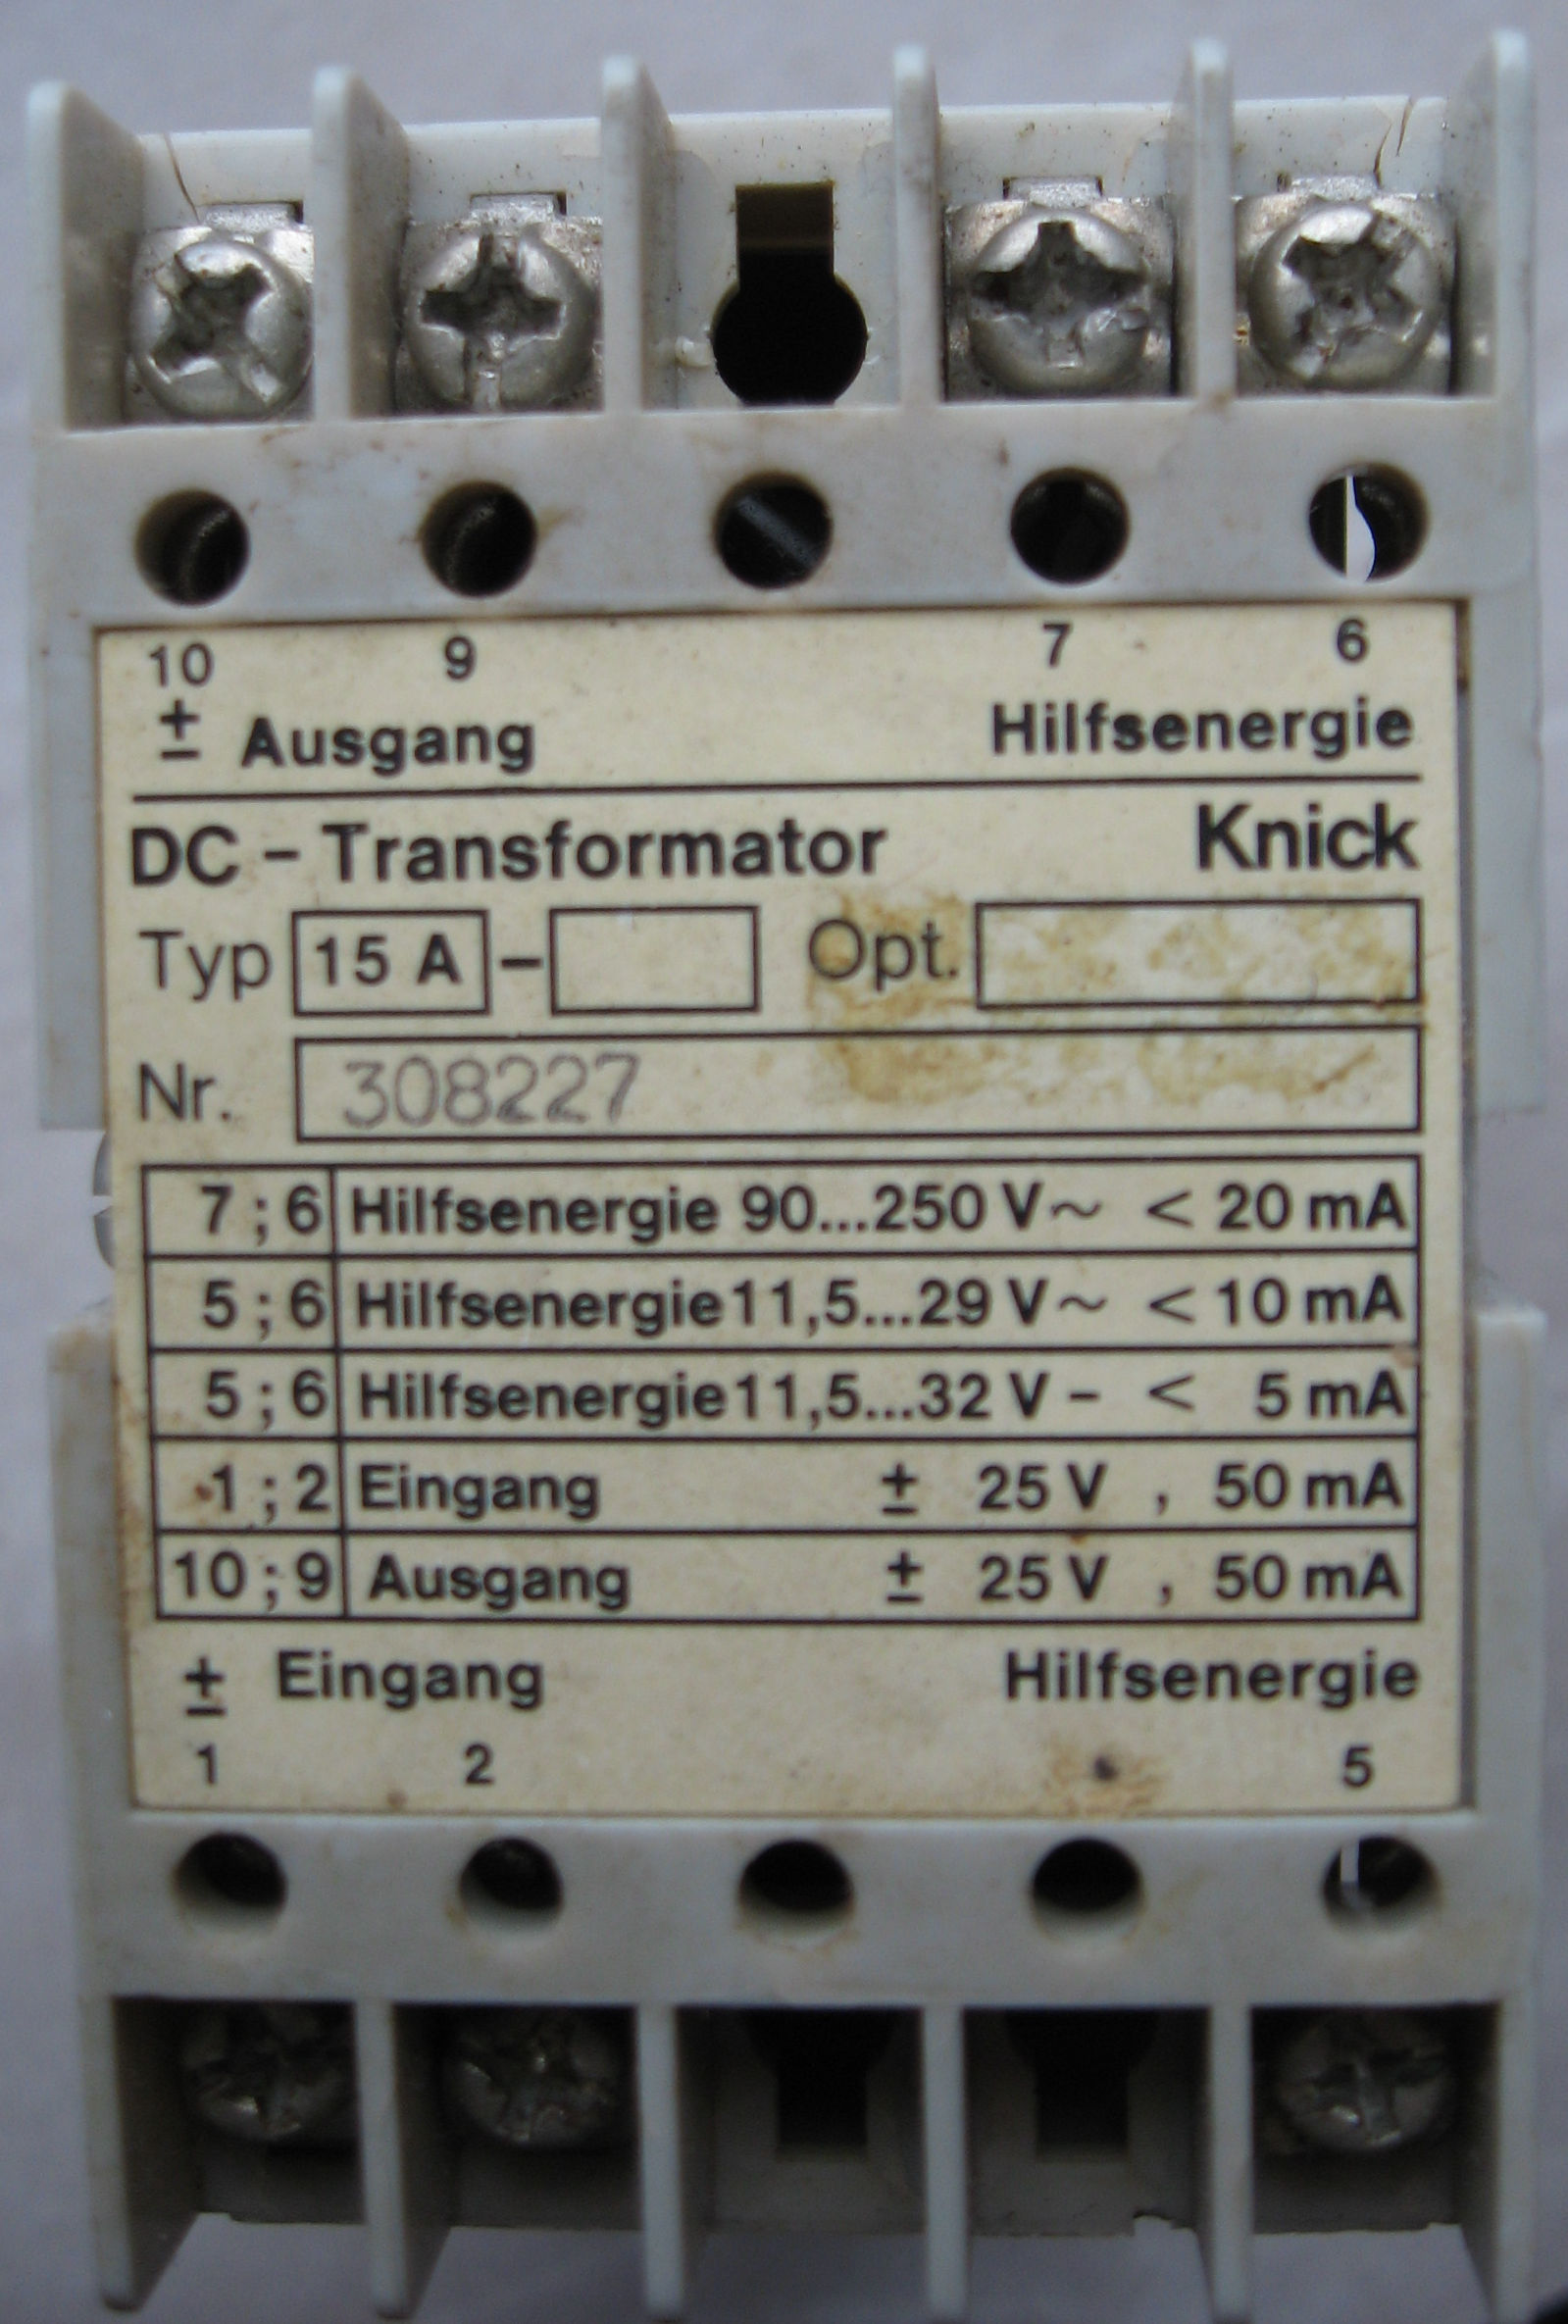 10 9 7 6
± Ausgang Hilfsenergie
DC - Transformator Knick
Typ 15 A - Opt.
Nr. 308227
7 ; 6 Hilfsenergie 90...250 V ~ < 20 mA
5 ; 6 Hilfsenergie 11,5...29 V ~ < 10 mA
5 ; 6 Hilfsenergie 11,5...32 V - < 5 mA
1 ; 2 Eingang ± 25 V , 50 mA
10 ; 9 Ausgang ± 25 V , 50 mA
± Eingang Hilfsenergie
1 2 5